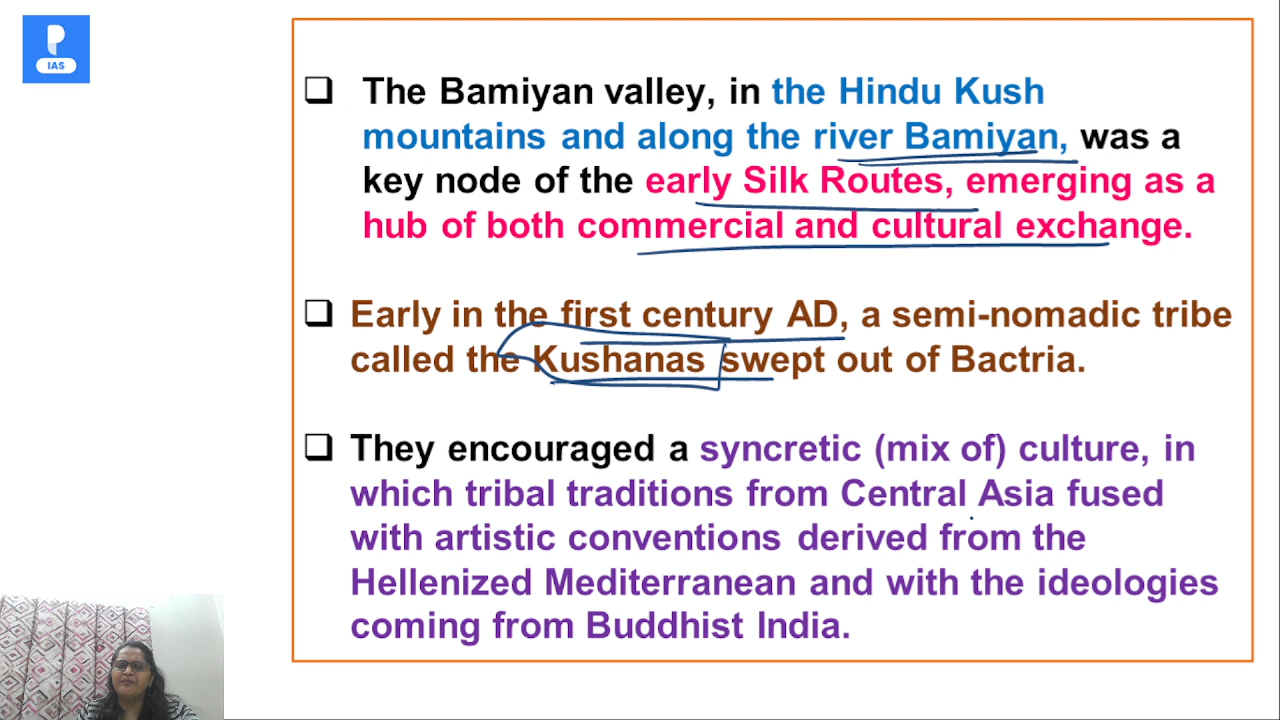 P
IAS
❑ The Bamiyan valley, in the Hindu Kush
mountains and along the river Bamiyan, was a
key node of the early Silk Routes, emerging as a
hub of both commercial and cultural exchange.
❑ Early in the first century AD, a semi-nomadic tribe
called the Kushanas swept out of Bactria.
❑ They encouraged a syncretic (mix of) culture, in
which tribal traditions from Central Asia fused
with artistic conventions derived from the
Hellenized Mediterranean and with the ideologies
coming from Buddhist India.